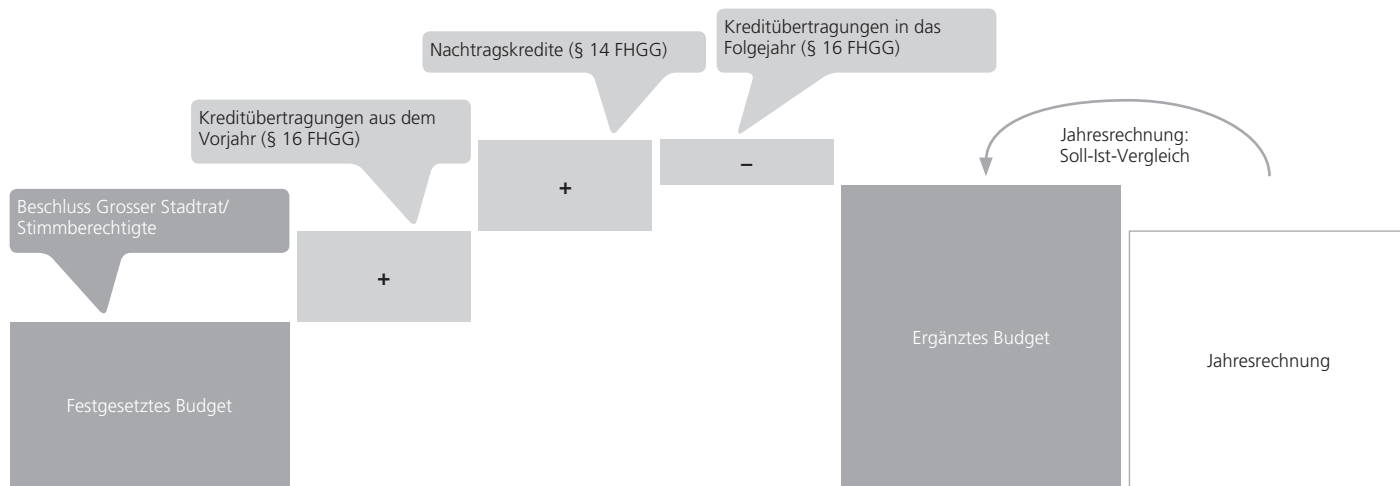 Beschluss Grosser Stadtrat/
Stimmberechtigte
Festgesetztes Budget
Kreditübertragungen aus dem
Vorjahr (§ 16 FHGG)
+
Nachtragskredite (§ 14 FHGG)
+
Kreditübertragungen in das
Folgejahr (§ 16 FHGG)
–
Ergänztes Budget
Jahresrechnung:
Soll-Ist-Vergleich
Jahresrechnung